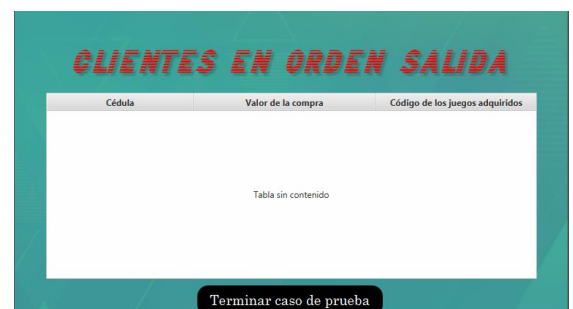 CLIENTES EN ORDEN SALIDA
Cédula Valor de la compra Código de los juegos adquiridos
Tabla sin contenido
Terminar caso de prueba